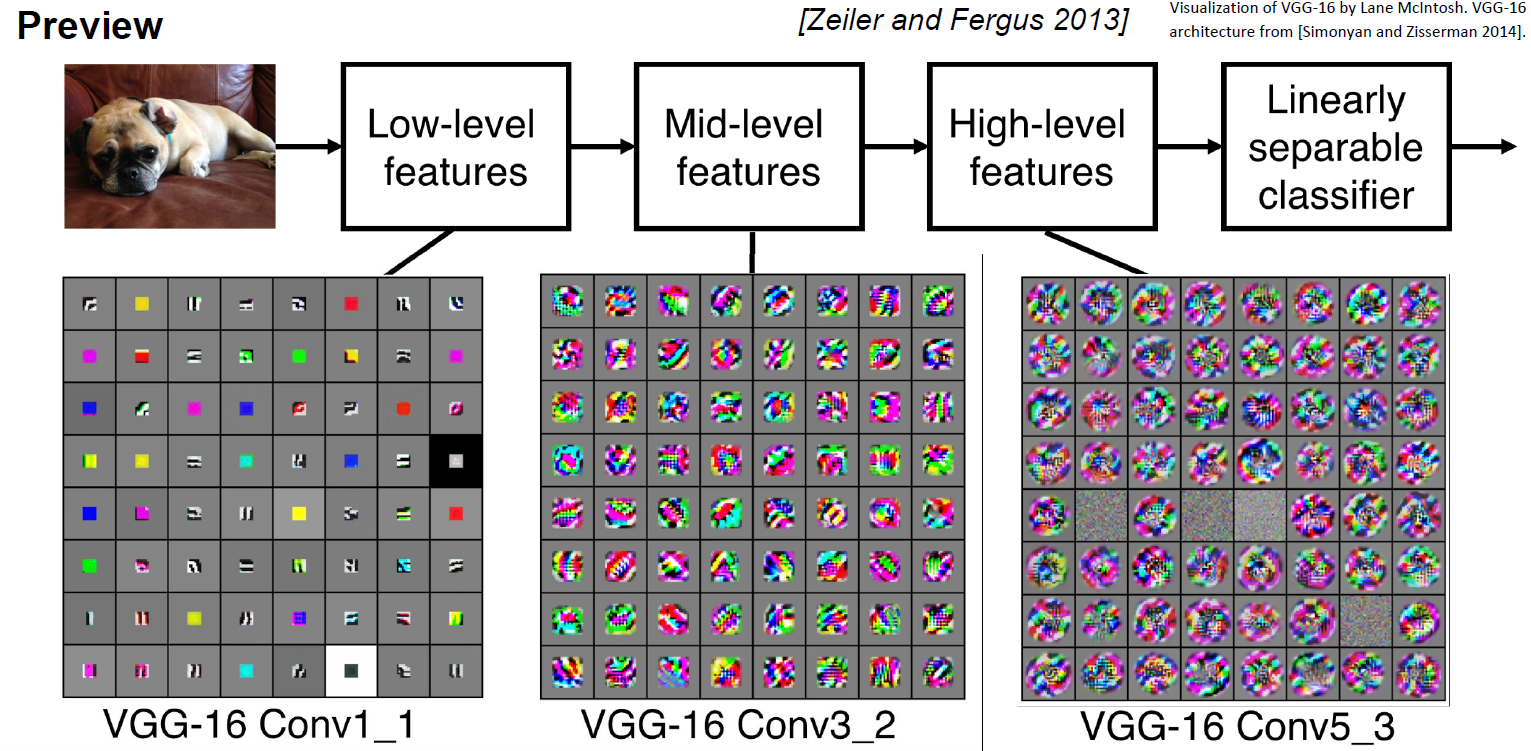 Preview
[Zeiler and Fergus 2013]
Visualization of VGG-16 by Lane McIntosh. VGG-16
architecture from [Simonyan and Zisserman 2014].
Low-level
features
Mid-level
features
High-level
features
Linearly
separable
classifier
VGG-16 Conv1_1
VGG-16 Conv3_2
VGG-16 Conv5_3